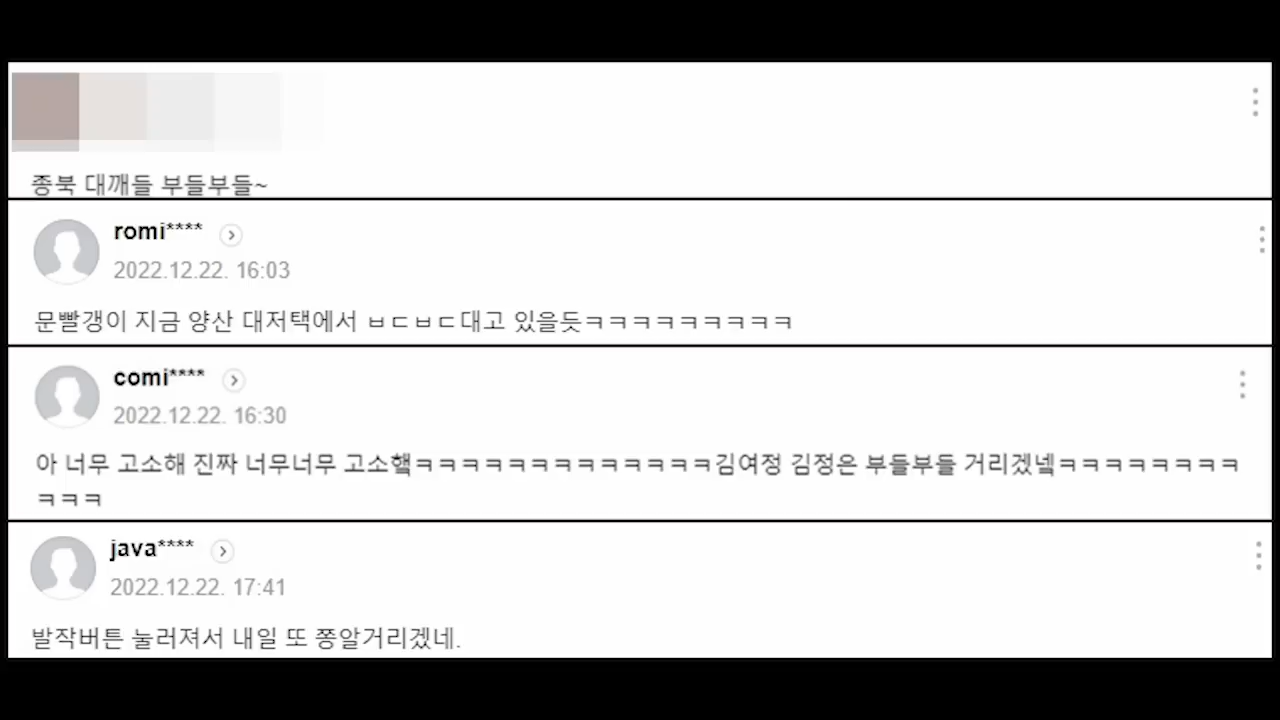 종북 대깨들 부들부들~
romi****
2022.12.22. 16:03
문빨갱이 지금 양산 대저택에서 ㅂㄷㅂㄷ대고 있을듯ㅋㅋㅋㅋㅋㅋㅋㅋㅋ
comi****
2022.12.22. 16:30
아 너무 고소해 진짜 너무너무 고소햌ㅋㅋㅋㅋㅋㅋㅋㅋㅋㅋㅋㅋㅋ김여정 김정은 부들부들 거리겠넼ㅋㅋㅋㅋㅋㅋㅋㅋ
ㅋㅋㅋ
java****
2022.12.22. 17:41
발작버튼 눌러져서 내일 또 쫑알거리겠네.